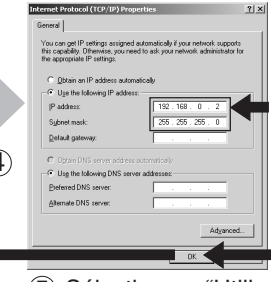 Internet Protocol (TCP/IP) Properties ? X
General
You can get IP settings assigned automatically if your network supports
this capability. Otherwise, you need to ask your network administrator for
the appropriate IP settings.
Obtain an IP address automatically
Use the following IP address:
IP address: 192 . 168 . 0 . 2
Subnet mask: 255 . 255 . 255 . 0
Default gateway: . . .
Obtain DNS server address automatically
Use the following DNS server addresses:
Preferred DNS server: . . .
Alternate DNS server: . . .
Advanced...
OK